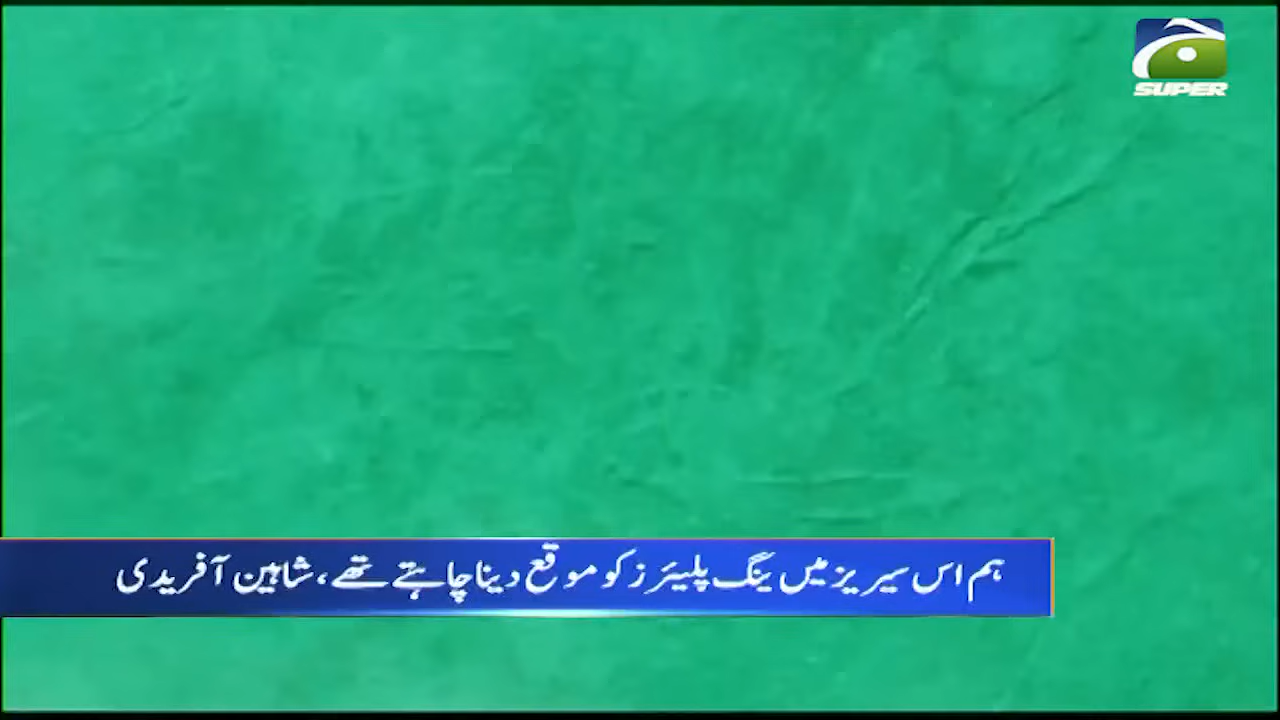 SUPER
ہم اس سیریز میں ینگ پلیئرز کو موقع دینا چاہتے تھے، شاہین آفریدی